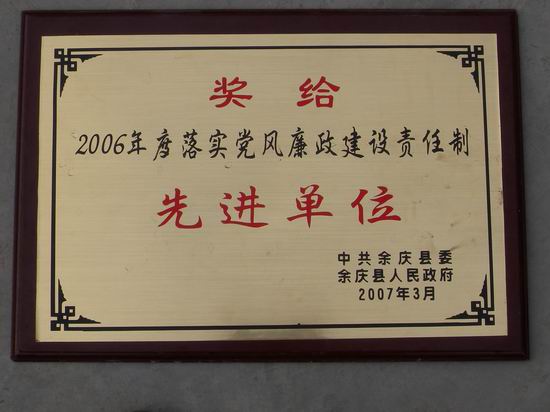 奖给
2006年度落实党风廉政建设责任制
先进单位
中共余庆县委
余庆县人民政府
2007年3月